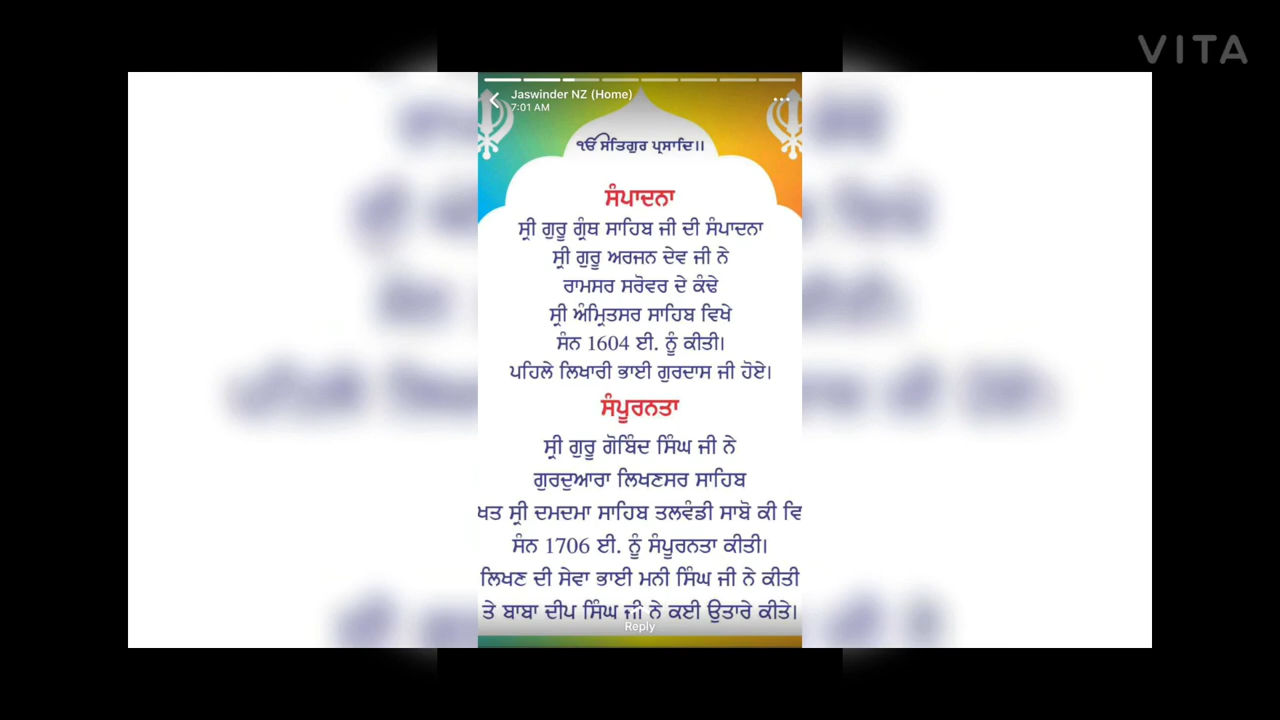 VITA
Jaswinder NZ (Home)
7:01 AM
ੴ ਸਤਿਗੁਰ ਪ੍ਰਸਾਦਿ।।
ਸੰਪਾਦਨਾ
ਸ੍ਰੀ ਗੁਰੂ ਗ੍ਰੰਥ ਸਾਹਿਬ ਜੀ ਦੀ ਸੰਪਾਦਨਾ
ਸ੍ਰੀ ਗੁਰੂ ਅਰਜਨ ਦੇਵ ਜੀ ਨੇ
ਰਾਮਸਰ ਸਰੋਵਰ ਦੇ ਕੰਢੇ
ਸ੍ਰੀ ਅੰਮ੍ਰਿਤਸਰ ਸਾਹਿਬ ਵਿਖੇ
ਸੰਨ 1604 ਈ. ਨੂੰ ਕੀਤੀ।
ਪਹਿਲੇ ਲਿਖਾਰੀ ਭਾਈ ਗੁਰਦਾਸ ਜੀ ਹੋਏ।
ਸੰਪੂਰਨਤਾ
ਸ੍ਰੀ ਗੁਰੂ ਗੋਬਿੰਦ ਸਿੰਘ ਜੀ ਨੇ
ਗੁਰਦੁਆਰਾ ਲਿਖਣਸਰ ਸਾਹਿਬ
ਖਤ ਸ੍ਰੀ ਦਮਦਮਾ ਸਾਹਿਬ ਤਲਵੰਡੀ ਸਾਬੋ ਕੀ ਵਿ
ਸੰਨ 1706 ਈ. ਨੂੰ ਸੰਪੂਰਨਤਾ ਕੀਤੀ।
ਲਿਖਣ ਦੀ ਸੇਵਾ ਭਾਈ ਮਨੀ ਸਿੰਘ ਜੀ ਨੇ ਕੀਤੀ
ਤੇ ਬਾਬਾ ਦੀਪ ਸਿੰਘ ਜੀ ਨੇ ਕਈ ਉਤਾਰੇ ਕੀਤੇ।
Reply